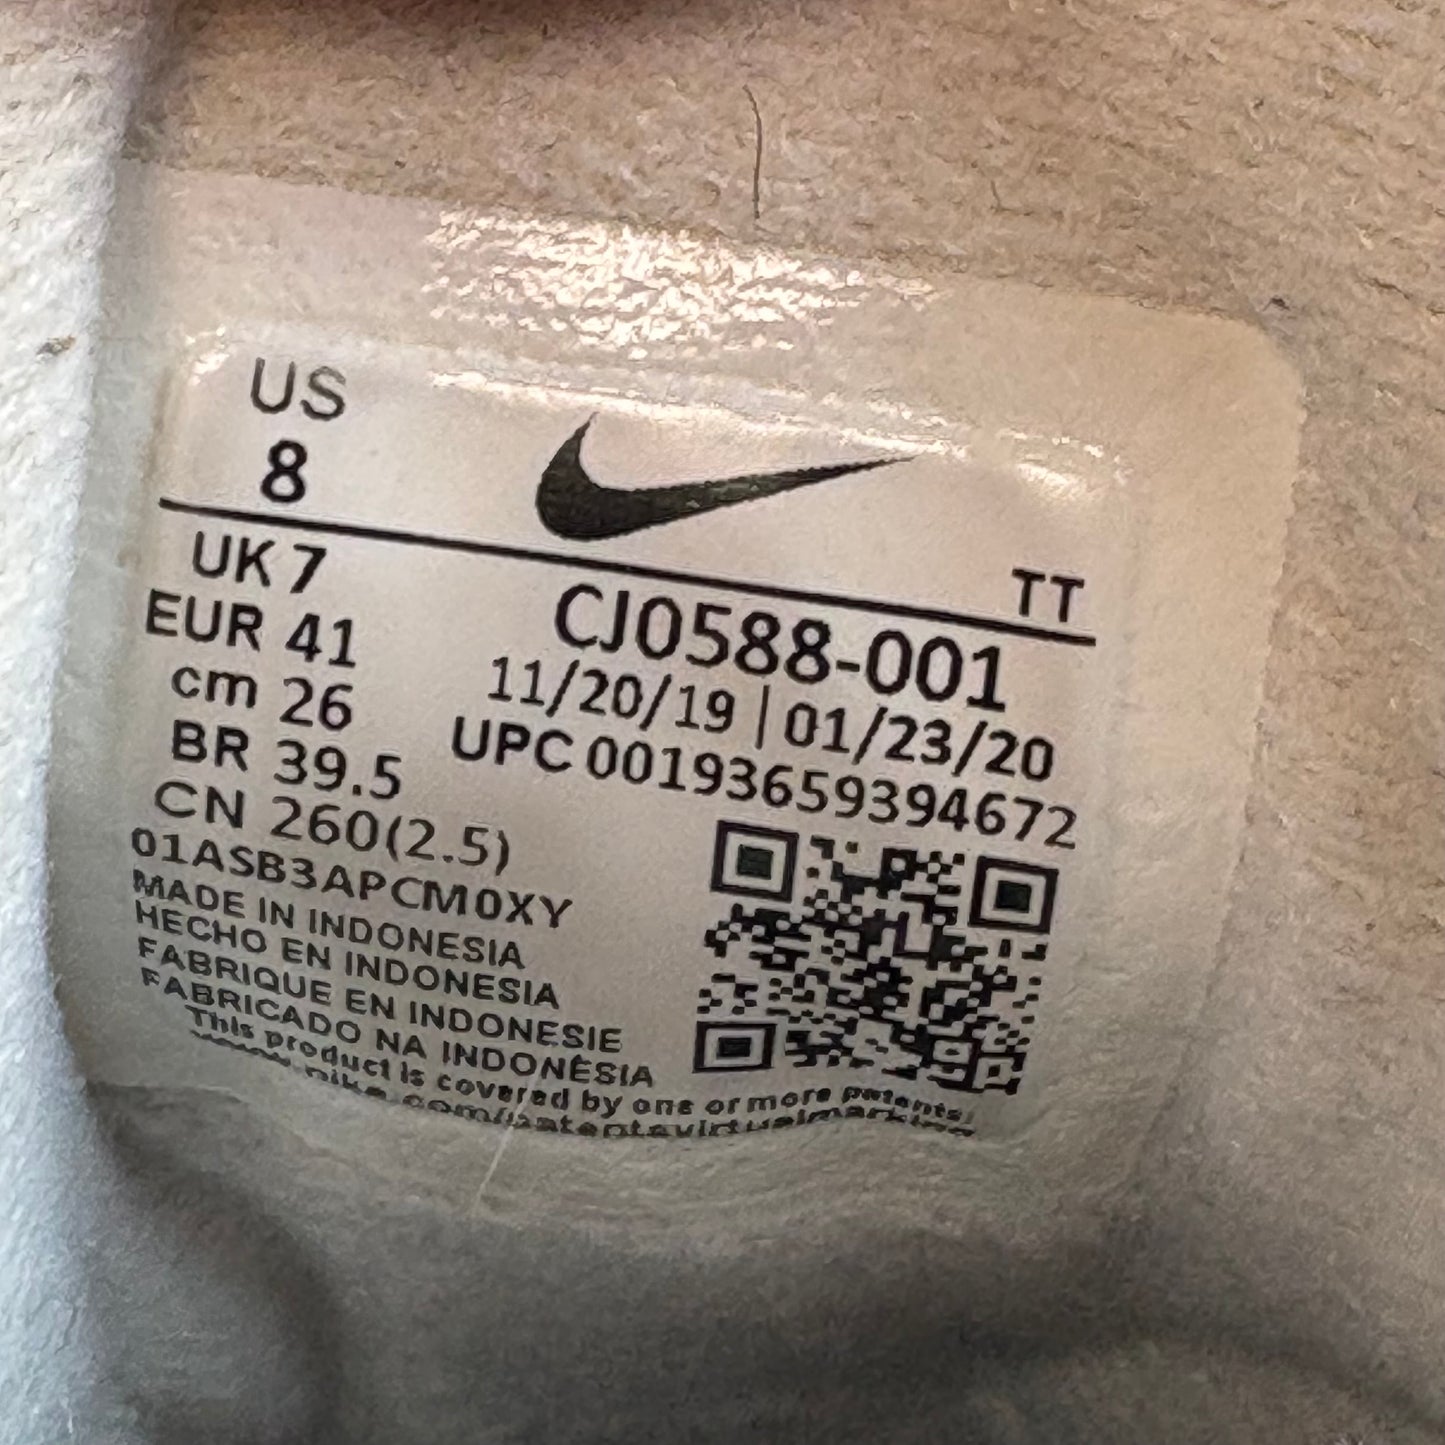 US
8
TT
UK 7
EUR 41
cm 26
BR 39.5
CN 260(2.5)
CJ0588-001
11/20/19 | 01/23/20
UPC 00193659394672
01ASB3APCM0XY
MADE IN INDONESIA
HECHO EN INDONESIA
FABRIQUE EN INDONESIE
FABRICADO NA INDONÉSIA
This product is covered by one or more patents;